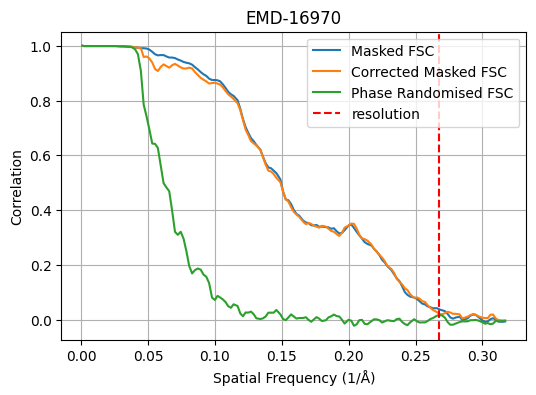 EMD-16970
Masked FSC
Corrected Masked FSC
Phase Randomised FSC
resolution
Correlation
1.0
0.8
0.6
0.4
0.2
0.0
0.00 0.05 0.10 0.15 0.20 0.25 0.30
Spatial Frequency (1/Å)